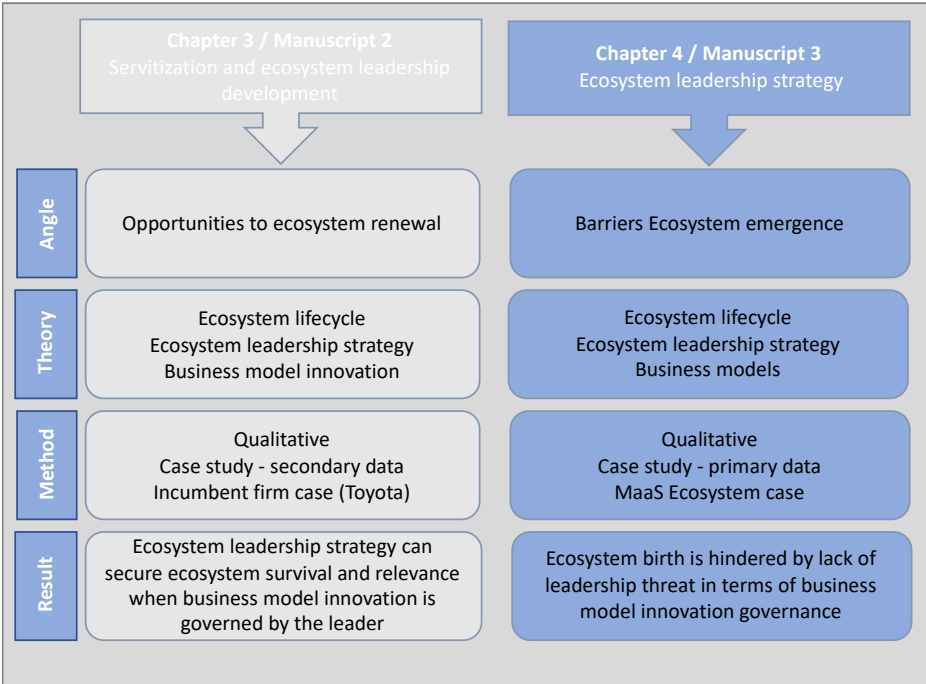 Chapter 3 / Manuscript 2
Servitization and ecosystem leadership
development
Chapter 4 / Manuscript 3
Ecosystem leadership strategy
Angle
Opportunities to ecosystem renewal
Barriers Ecosystem emergence
Theory
Ecosystem lifecycle
Ecosystem leadership strategy
Business model innovation
Ecosystem lifecycle
Ecosystem leadership strategy
Business models
Method
Qualitative
Case study - secondary data
Incumbent firm case (Toyota)
Qualitative
Case study - primary data
MaaS Ecosystem case
Result
Ecosystem leadership strategy can
secure ecosystem survival and relevance
when business model innovation is
governed by the leader
Ecosystem birth is hindered by lack of
leadership threat in terms of business
model innovation governance